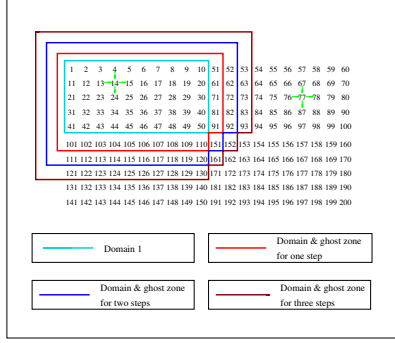 1 2 3 4 5 6 7 8 9 10 51 52 53 54 55 56 57 58 59 60
11 12 13 14 15 16 17 18 19 20 61 62 63 64 65 66 67 68 69 70
21 22 23 24 25 26 27 28 29 30 71 72 73 74 75 76 77 78 79 80
31 32 33 34 35 36 37 38 39 40 81 82 83 84 85 86 87 88 89 90
41 42 43 44 45 46 47 48 49 50 91 92 93 94 95 96 97 98 99 100
101 102 103 104 105 106 107 108 109 110 151 152 153 154 155 156 157 158 159 160
111 112 113 114 115 116 117 118 119 120 161 162 163 164 165 166 167 168 169 170
121 122 123 124 125 126 127 128 129 130 171 172 173 174 175 176 177 178 179 180
131 132 133 134 135 136 137 138 139 140 181 182 183 184 185 186 187 188 189 190
141 142 143 144 145 146 147 148 149 150 191 192 193 194 195 196 197 198 199 200
Domain 1
Domain & ghost zone
for one step
Domain & ghost zone
for two steps
Domain & ghost zone
for three steps